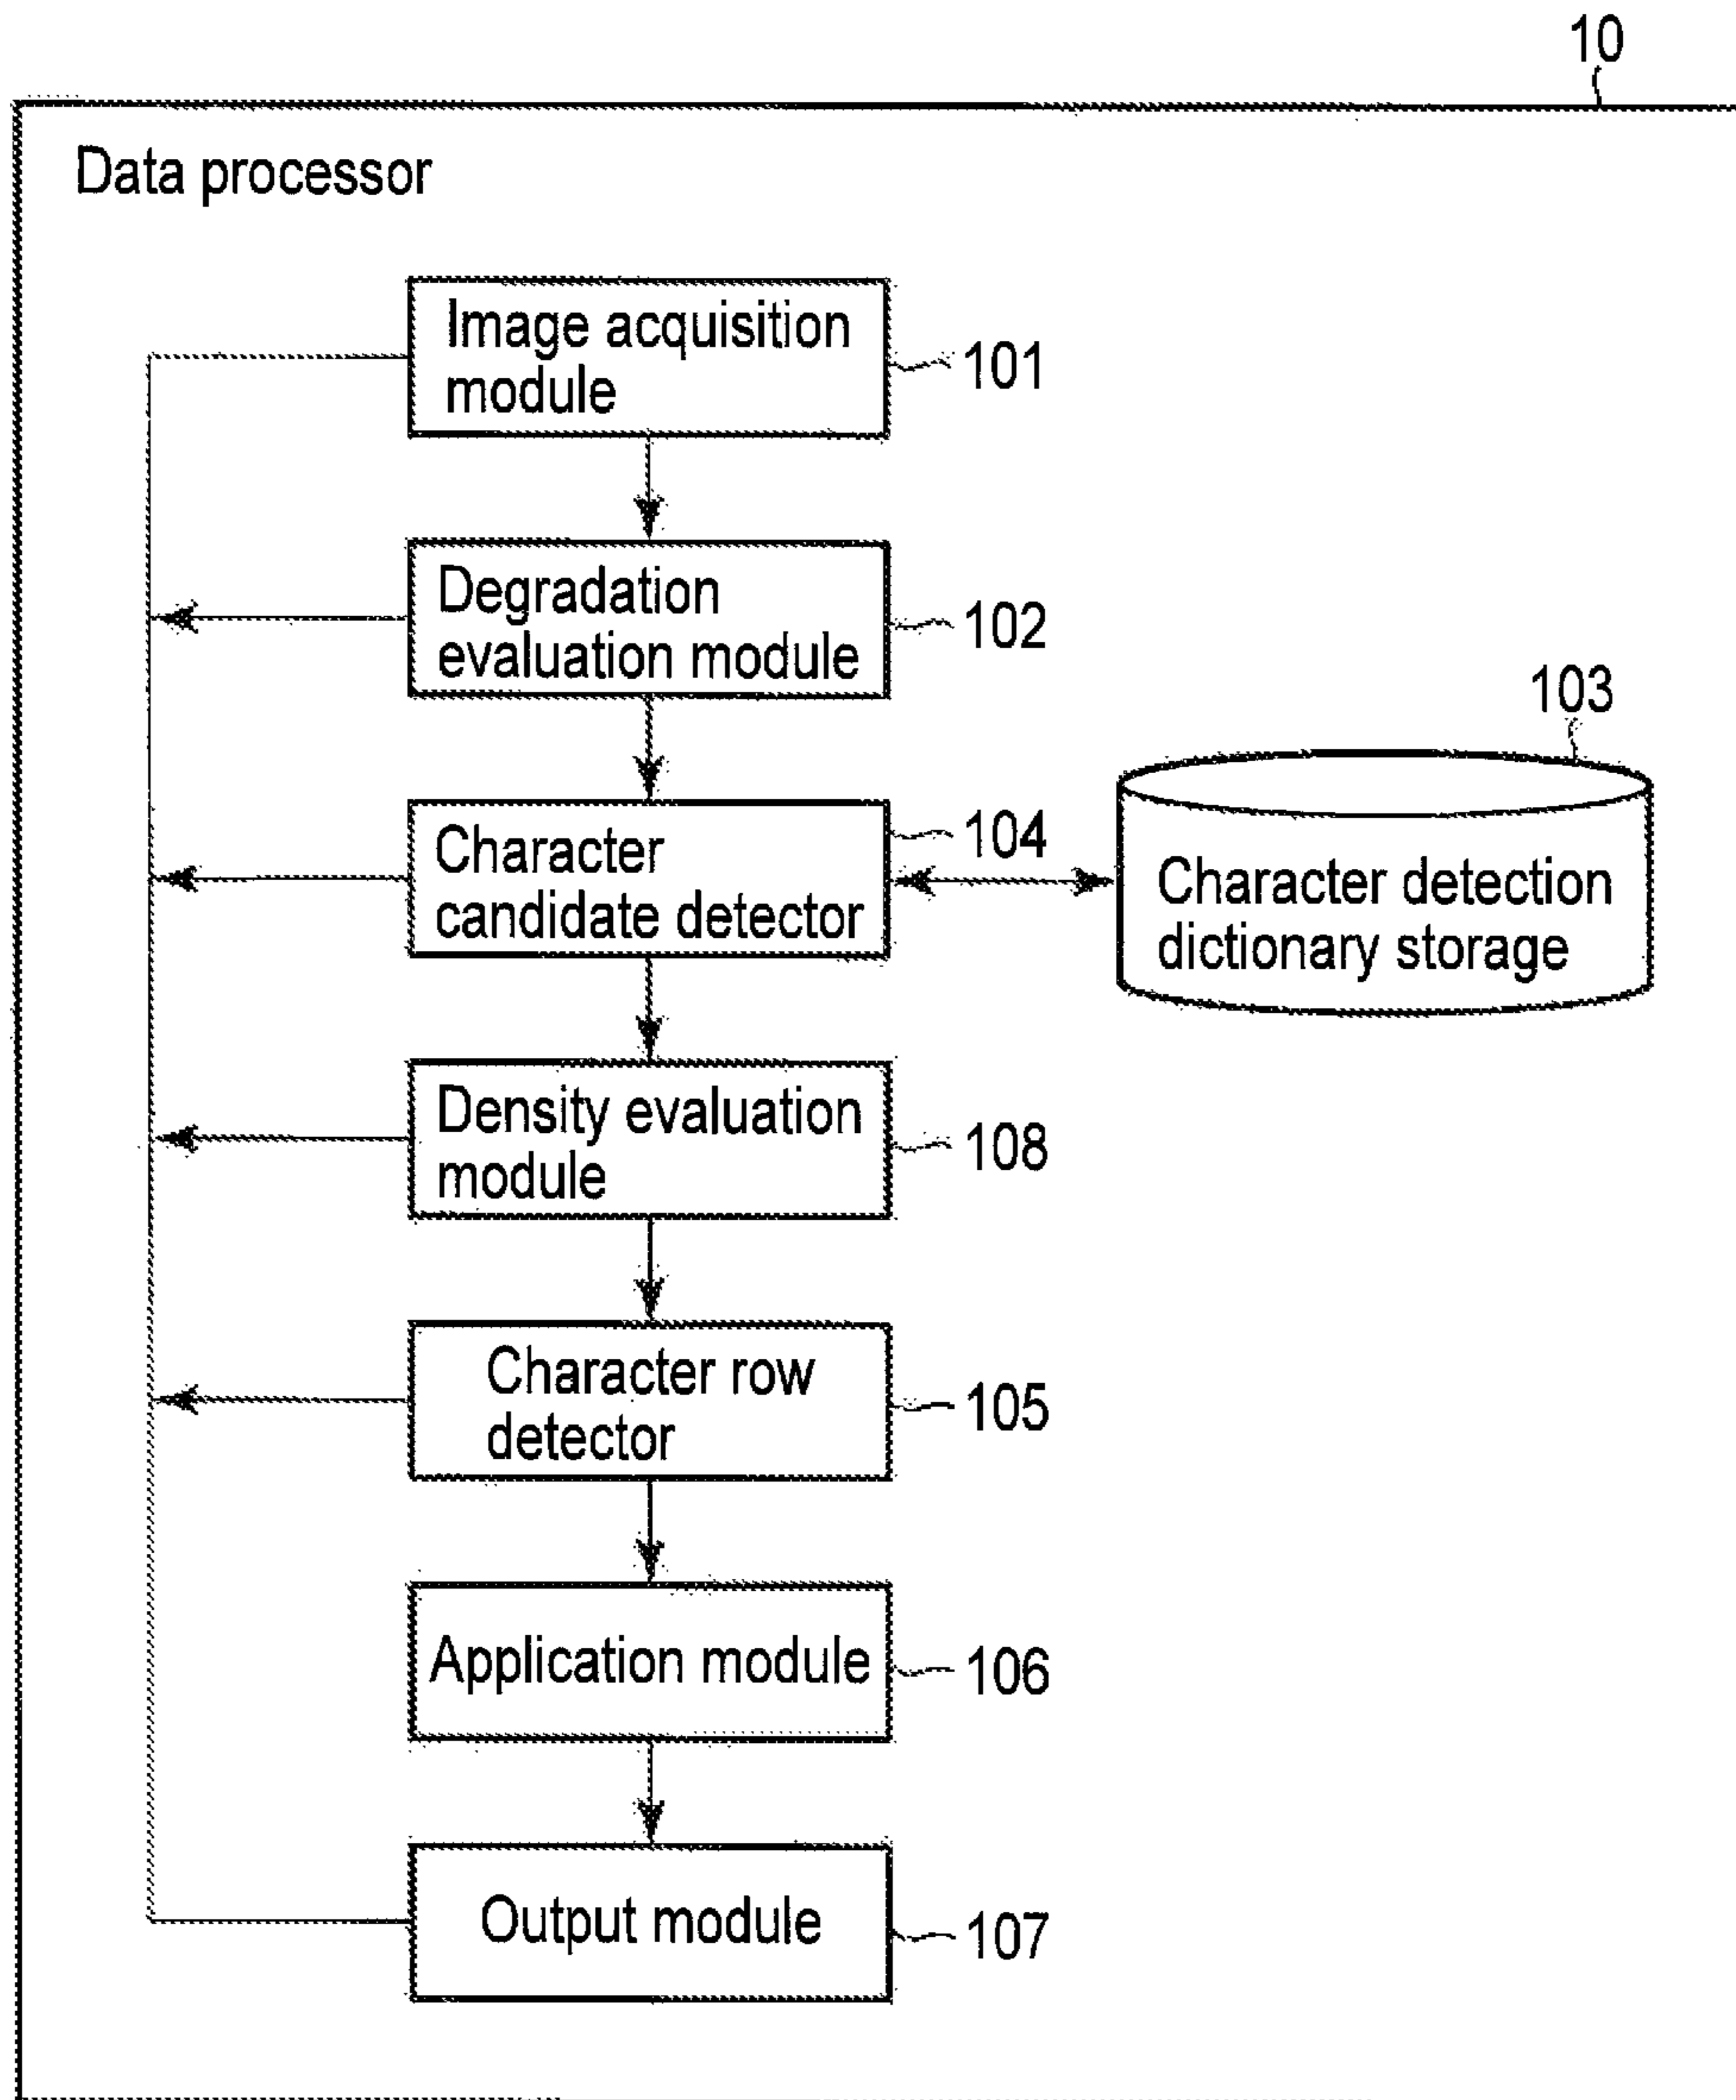 10
Data processor
Image acquisition
module
101
Degradation
evaluation module
102
103
Character
candidate detector
104
Character detection
dictionary storage
Density evaluation
module
108
Character row
detector
105
Application module
106
Output module
107